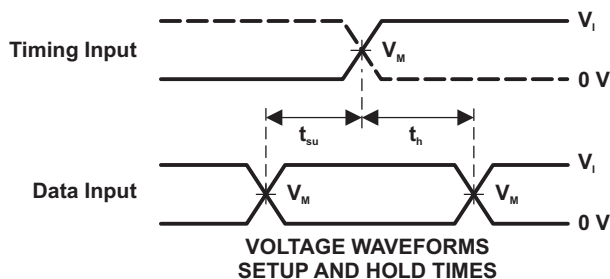 V_I
Timing Input
V_M
0 V
t_su
t_h
V_I
Data Input
V_M
V_M
0 V
VOLTAGE WAVEFORMS
SETUP AND HOLD TIMES